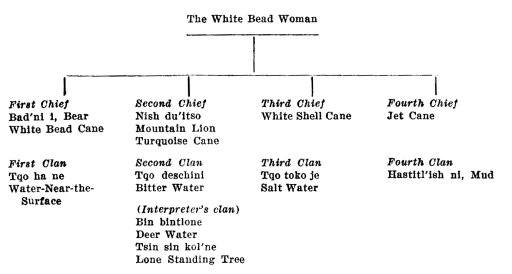 The White Bead Woman
First Chief
Bad'ni i, Bear
White Bead Cane
Second Chief
Nish du'itso
Mountain Lion
Turquoise Cane
Third Chief
White Shell Cane
Fourth Chief
Jet Cane
First Clan
Tqo ha ne
Water-Near-the-
Surface
Second Clan
Tqo deschini
Bitter Water
(Interpreter's clan)
Bin bintlone
Deer Water
Tsin sin kol'ne
Lone Standing Tree
Third Clan
Tqo toko je
Salt Water
Fourth Clan
Hastitl'ish ni, Mud